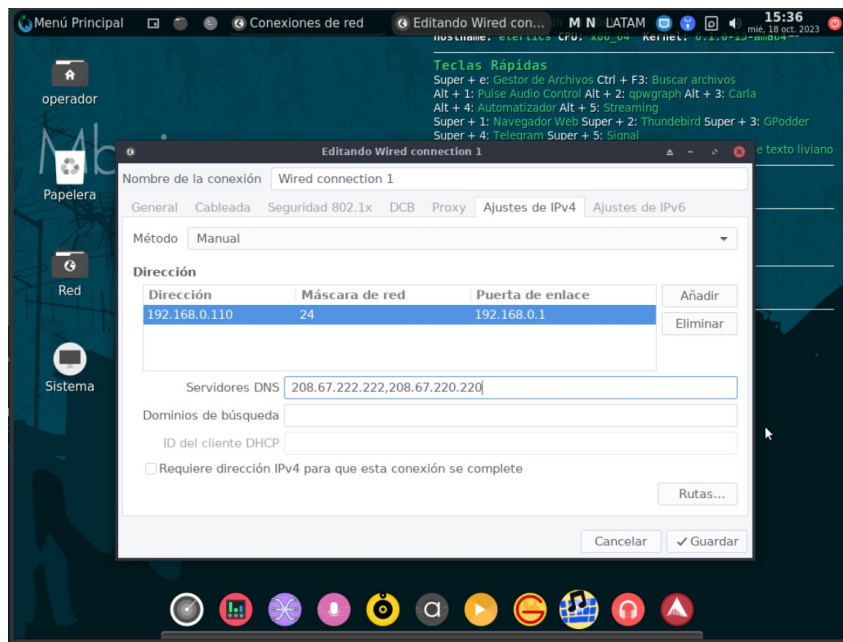 Menú Principal
Conexiones de red
Editando Wired con...
M N LATAM
15:36
mié, 18 oct. 2023
Teclas Rápidas
Super + e: Gestor de Archivos Ctrl + F3: Buscar archivos
Alt + 1: Pulse Audio Control Alt + 2: qpwgraph Alt + 3: Carla
Alt + 4: Automatizador Alt + 5: Streaming
Super + 1: Navegador Web Super + 2: Thundebird Super + 3: GPodder
Super + 4: Telegram Super + 5: Signal
e texto liviano
operador
Papelera
Red
Sistema
Editando Wired connection 1
Nombre de la conexión Wired connection 1
General Cableada Seguridad 802.1x DCB Proxy Ajustes de IPv4 Ajustes de IPv6
Método Manual
Dirección
Dirección Máscara de red Puerta de enlace Añadir
192.168.0.110 24 192.168.0.1
Eliminar
Servidores DNS 208.67.222.222,208.67.220.220
Dominios de búsqueda
ID del cliente DHCP
Requiere dirección IPv4 para que esta conexión se complete
Rutas...
Cancelar Guardar